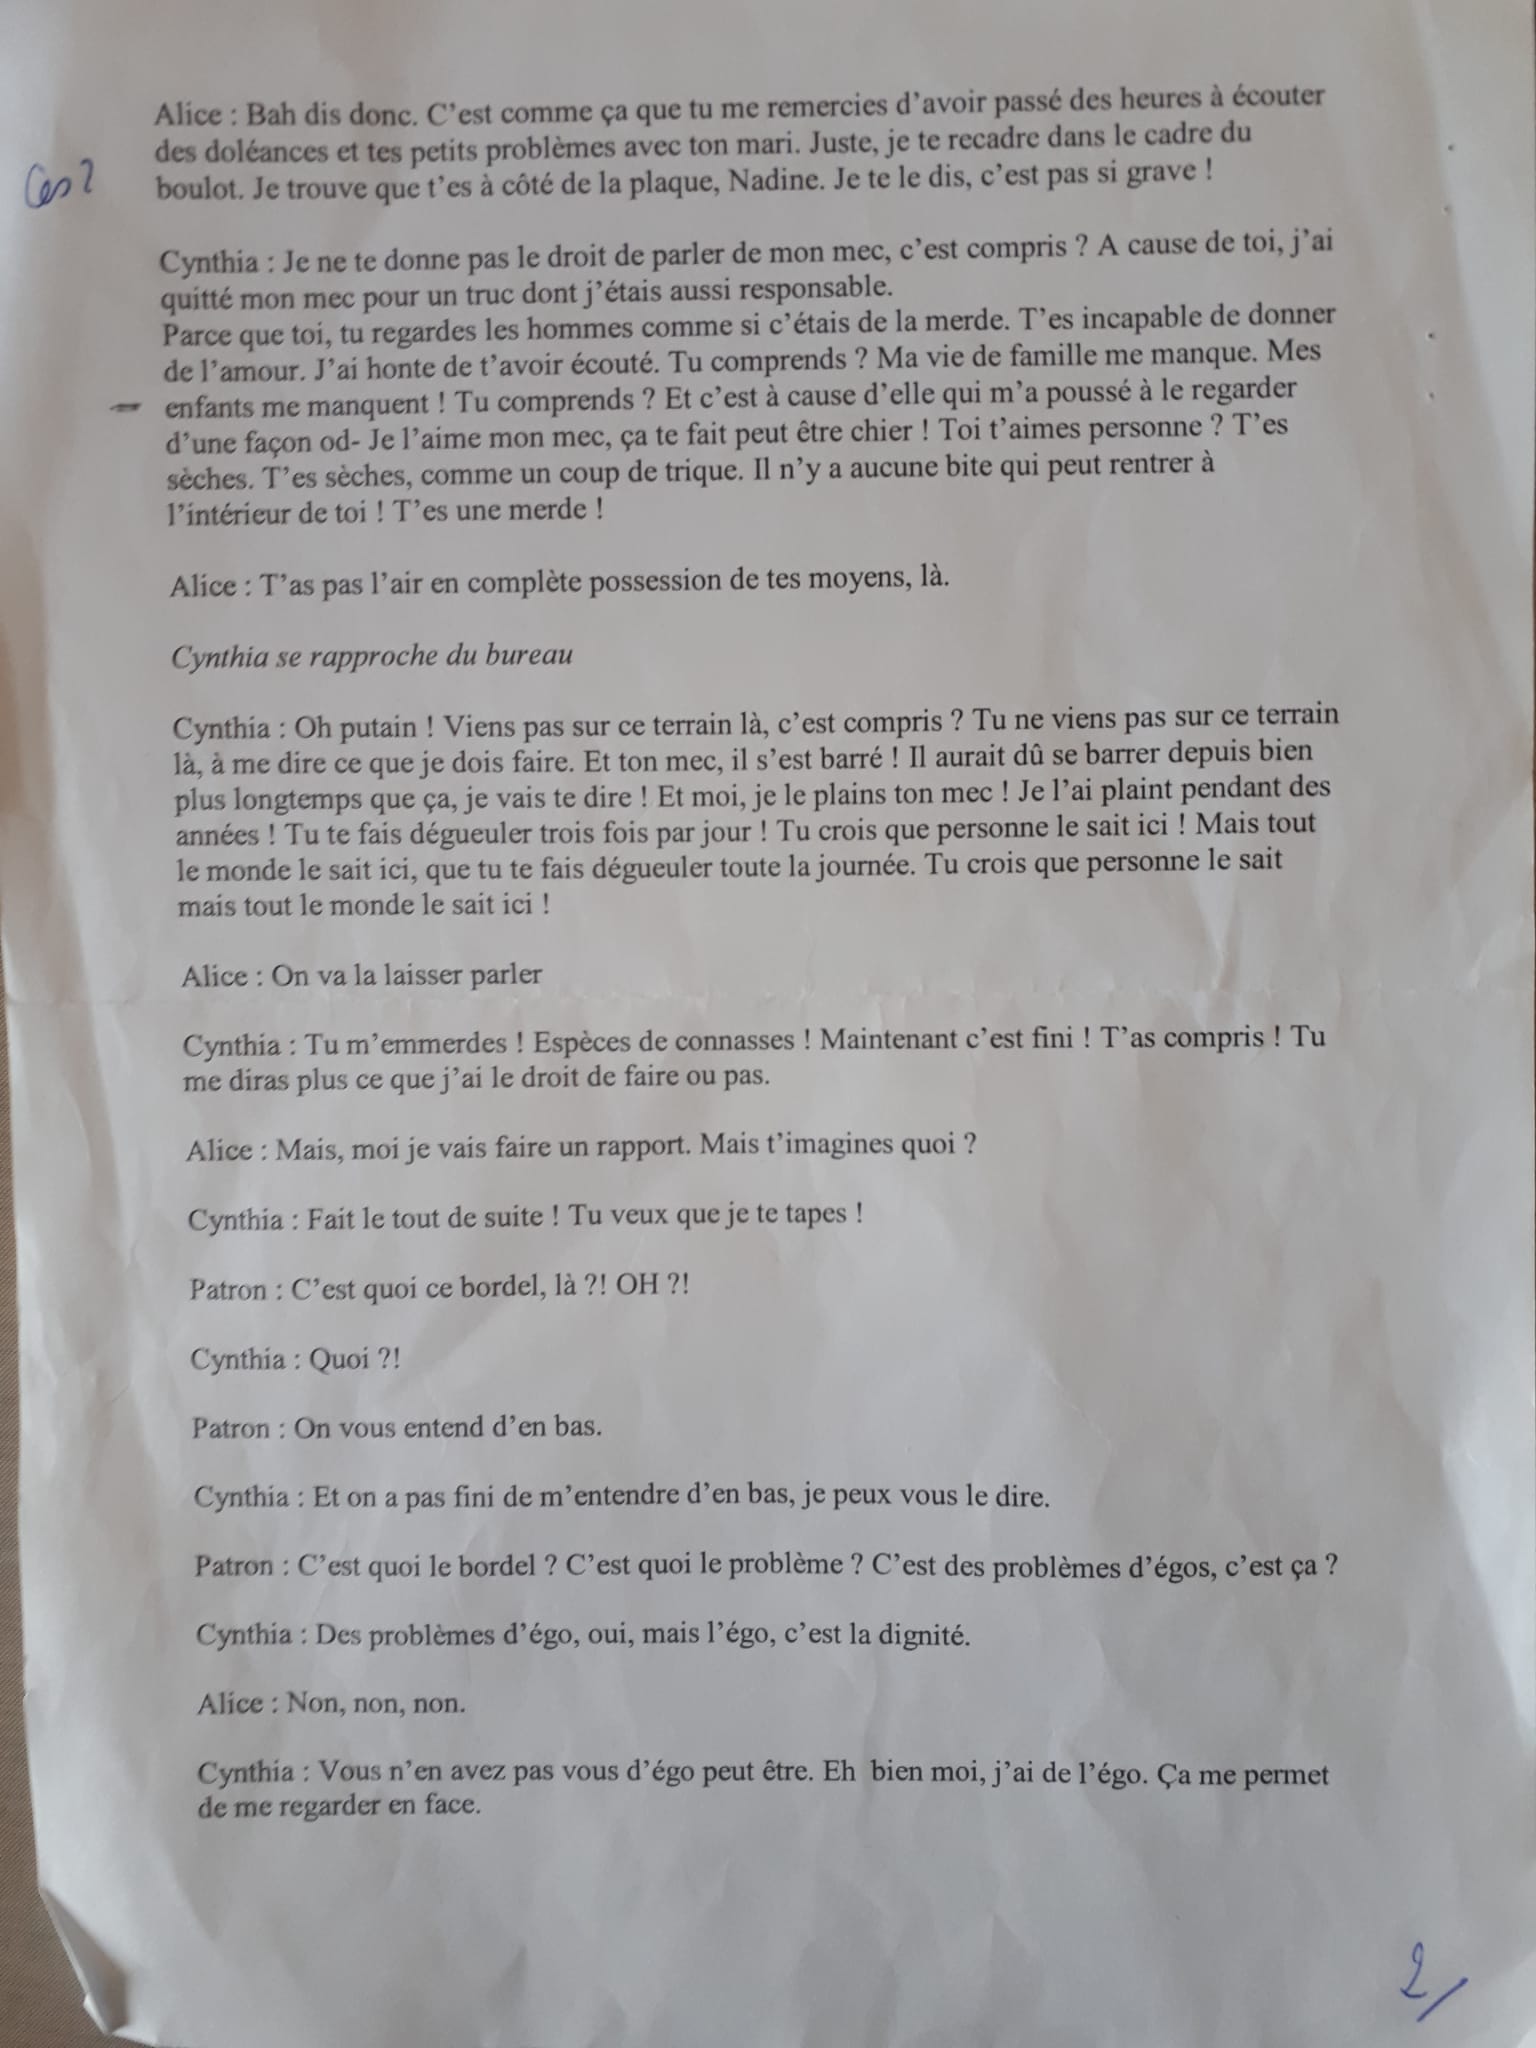 Alice : Bah dis donc. C'est comme ça que tu me remercies d'avoir passé des heures à écouter
des doléances et tes petits problèmes avec ton mari. Juste, je te recadre dans le cadre du
boulot. Je trouve que t'es à côté de la plaque, Nadine. Je te le dis, c'est pas si grave !
Cynthia : Je ne te donne pas le droit de parler de mon mec, c'est compris ? A cause de toi, j'ai
quitté mon mec pour un truc dont j'étais aussi responsable.
Parce que toi, tu regardes les hommes comme si c'étais de la merde. T'es incapable de donner
de l'amour. J'ai honte de t'avoir écouté. Tu comprends ? Ma vie de famille me manque. Mes
enfants me manquent ! Tu comprends ? Et c'est à cause d'elle qui m'a poussé à le regarder
d'une façon od- Je l'aime mon mec, ça te fait peut être chier ! Toi t'aimes personne ? T'es
sèches. T'es sèches, comme un coup de trique. Il n'y a aucune bite qui peut rentrer à
l'intérieur de toi ! T'es une merde !
Alice : T'as pas l'air en complète possession de tes moyens, là.
Cynthia se rapproche du bureau
Cynthia : Oh putain ! Viens pas sur ce terrain là, c'est compris ? Tu ne viens pas sur ce terrain
là, à me dire ce que je dois faire. Et ton mec, il s'est barré ! Il aurait dû se barrer depuis bien
plus longtemps que ça, je vais te dire ! Et moi, je le plains ton mec ! Je l'ai plaint pendant des
années ! Tu te fais dégueuler trois fois par jour ! Tu crois que personne le sait ici ! Mais tout
le monde le sait ici, que tu te fais dégueuler toute la journée. Tu crois que personne le sait
mais tout le monde le sait ici !
Alice : On va la laisser parler
Cynthia : Tu m'emmerdes ! Espèces de connasses ! Maintenant c'est fini ! T'as compris ! Tu
me diras plus ce que j'ai le droit de faire ou pas.
Alice : Mais, moi je vais faire un rapport. Mais t'imagines quoi ?
Cynthia : Fait le tout de suite ! Tu veux que je te tapes !
Patron : C'est quoi ce bordel, là ?! OH ?!
Cynthia : Quoi ?!
Patron : On vous entend d'en bas.
Cynthia : Et on a pas fini de m'entendre d'en bas, je peux vous le dire.
Patron : C'est quoi le bordel ? C'est quoi le problème ? C'est des problèmes d'égos, c'est ça ?
Cynthia : Des problèmes d'égo, oui, mais l'égo, c'est la dignité.
Alice : Non, non, non.
Cynthia : Vous n'en avez pas vous d'égo peut être. Eh bien moi, j'ai de l'égo. Ça me permet
de me regarder en face.
2/